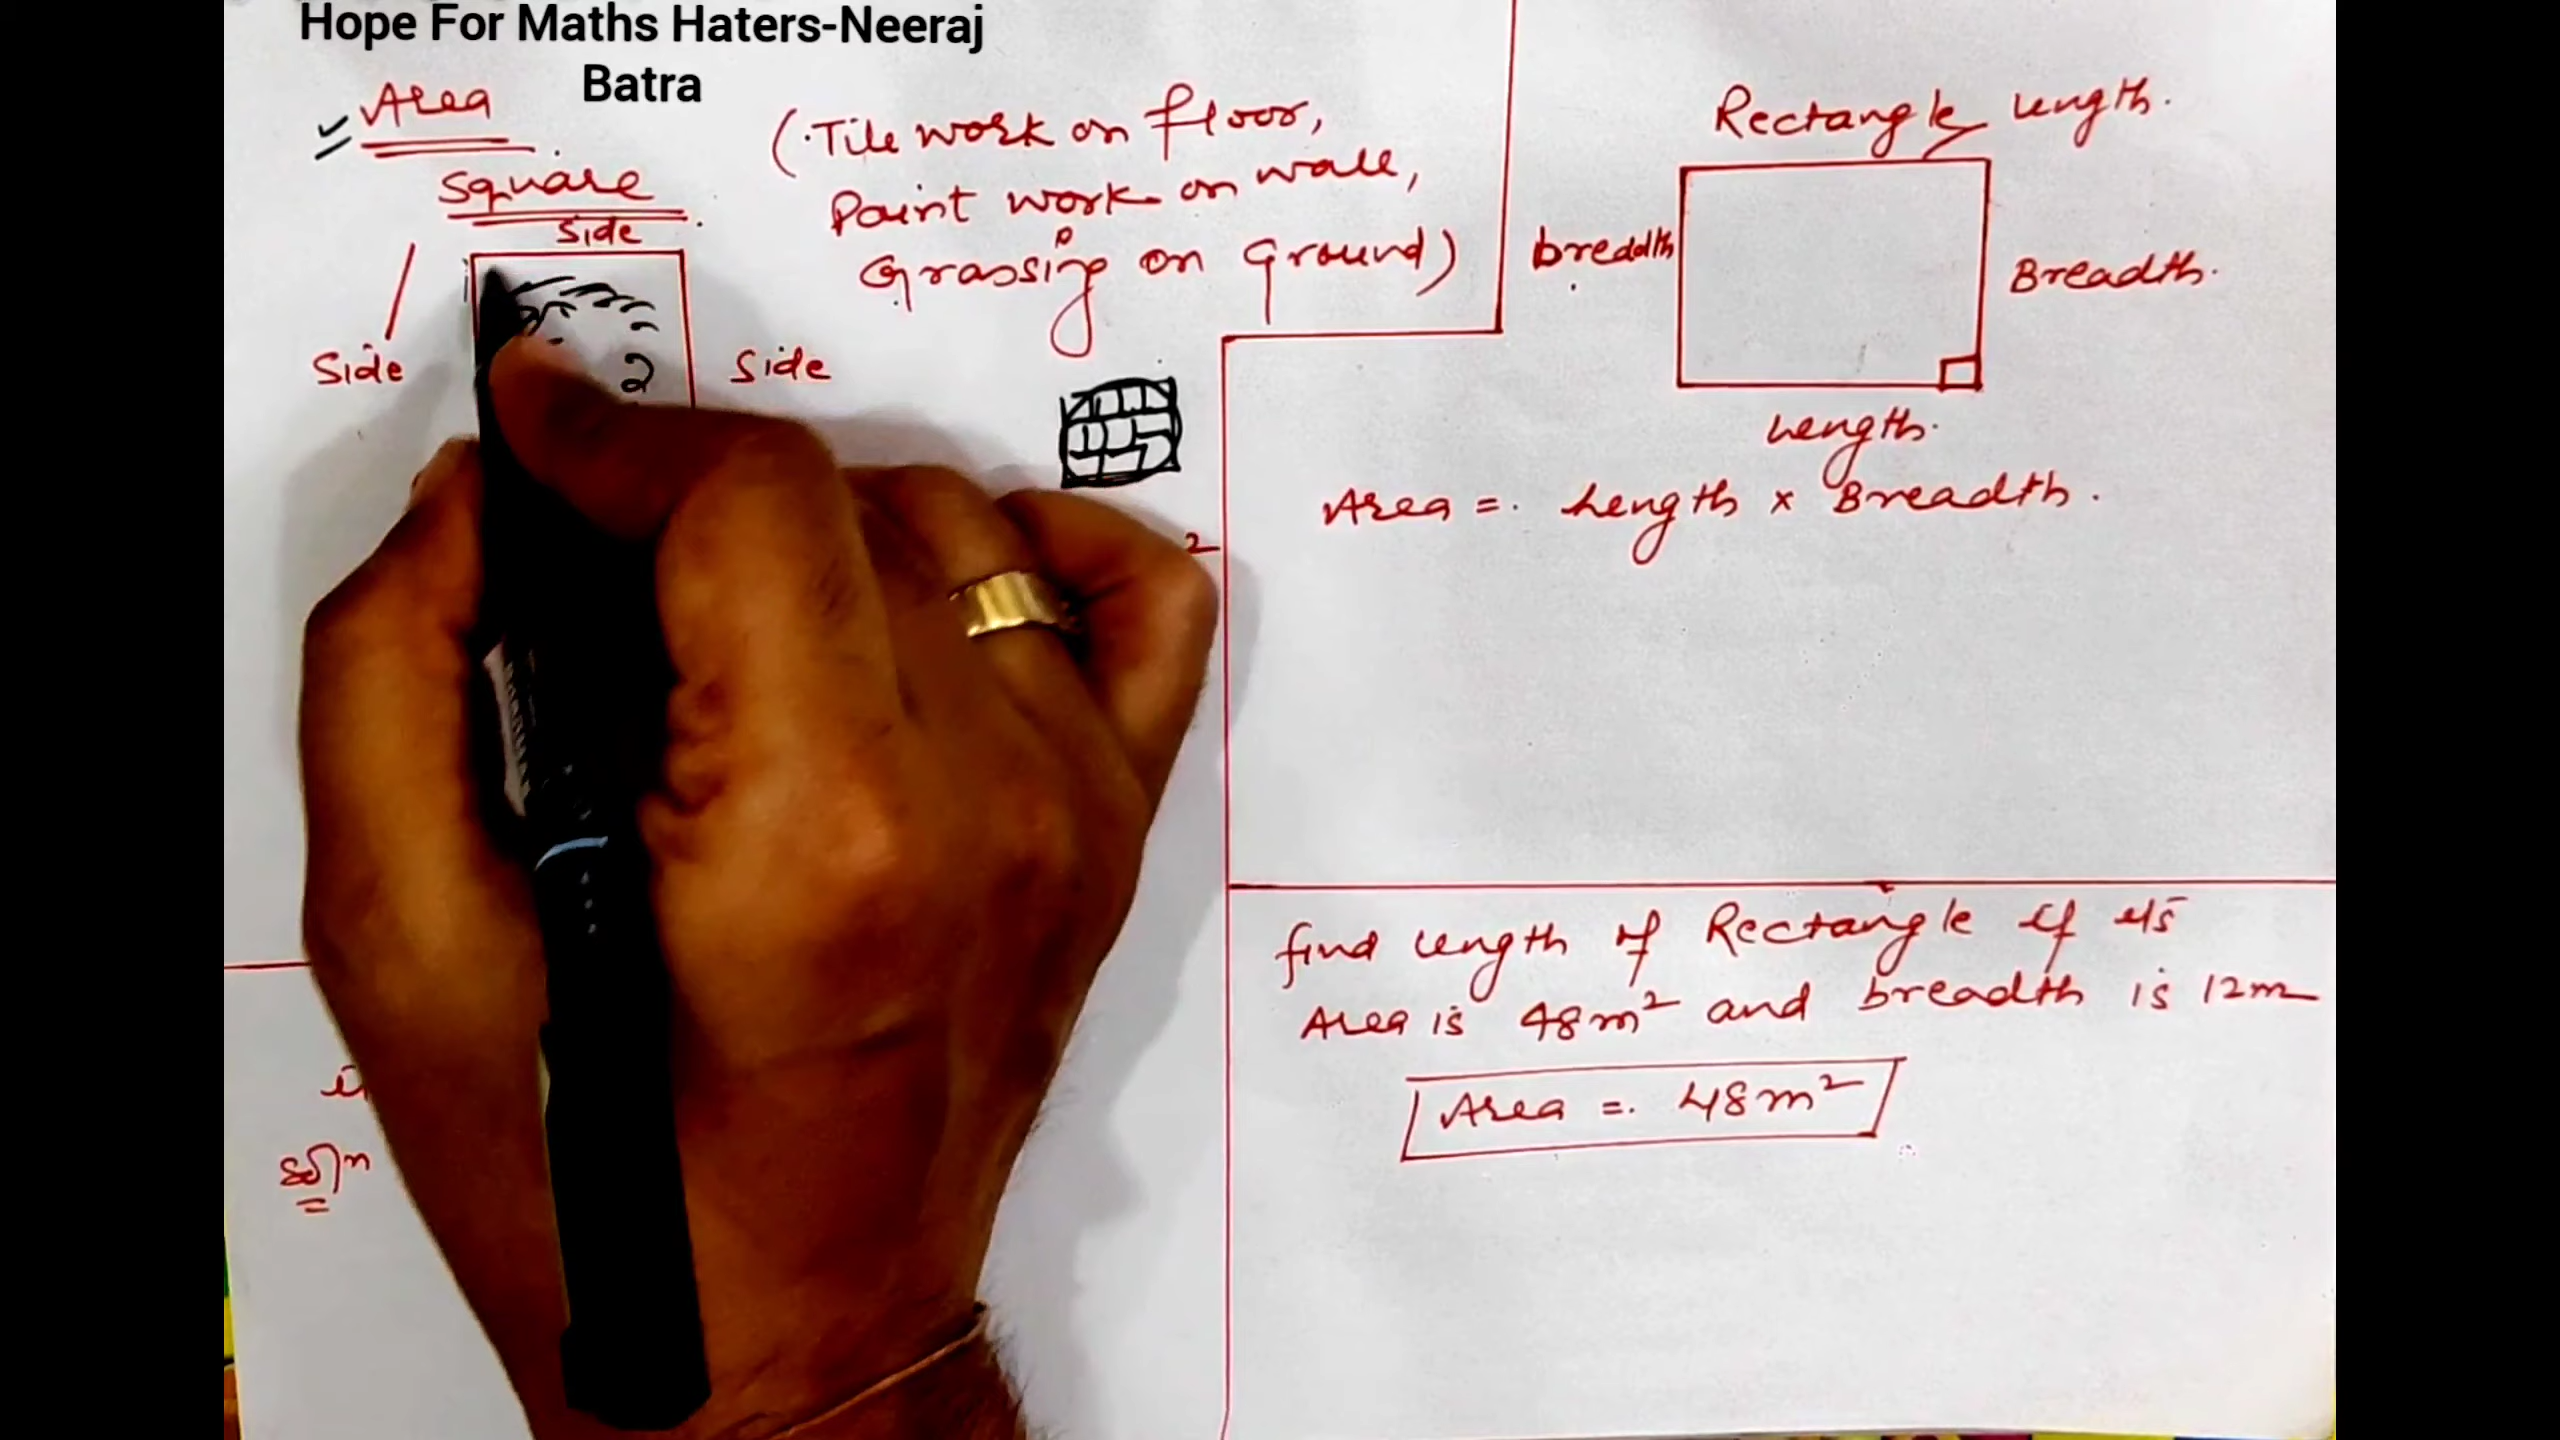 Hope For Maths Haters-Neeraj
Batra
Area
Square
Side
Side
Side
2
(Tile work on floor,
Paint work on wall,
Grassing on Ground)
2
Rectangle length.
breadth
Breadth.
Length.
Area = Length x Breadth.
find length of Rectangle if its
Area is 48m² and breadth is 12m
Area = 48m²